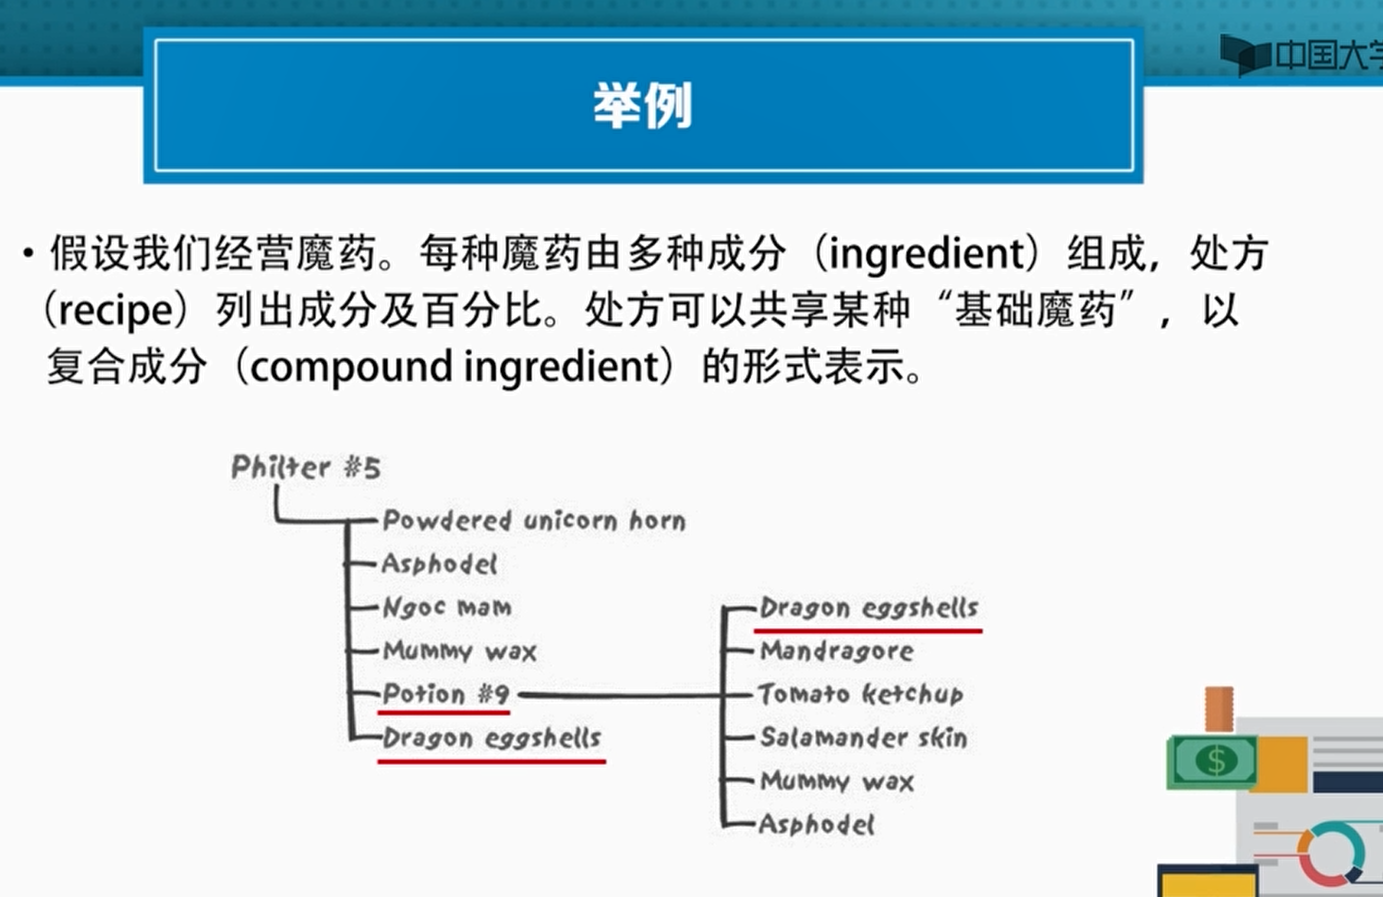 中国大学
举例
• 假设我们经营魔药。每种魔药由多种成分（ingredient）组成，处方
（recipe）列出成分及百分比。处方可以共享某种“基础魔药”，以
复合成分（compound ingredient）的形式表示。
Philter #5
Powdered unicorn horn
Asphodel
Ngoc mam
Mummy wax
Potion #9
Dragon eggshells
Dragon eggshells
Mandragore
Tomato ketchup
Salamander skin
Mummy wax
Asphodel
$